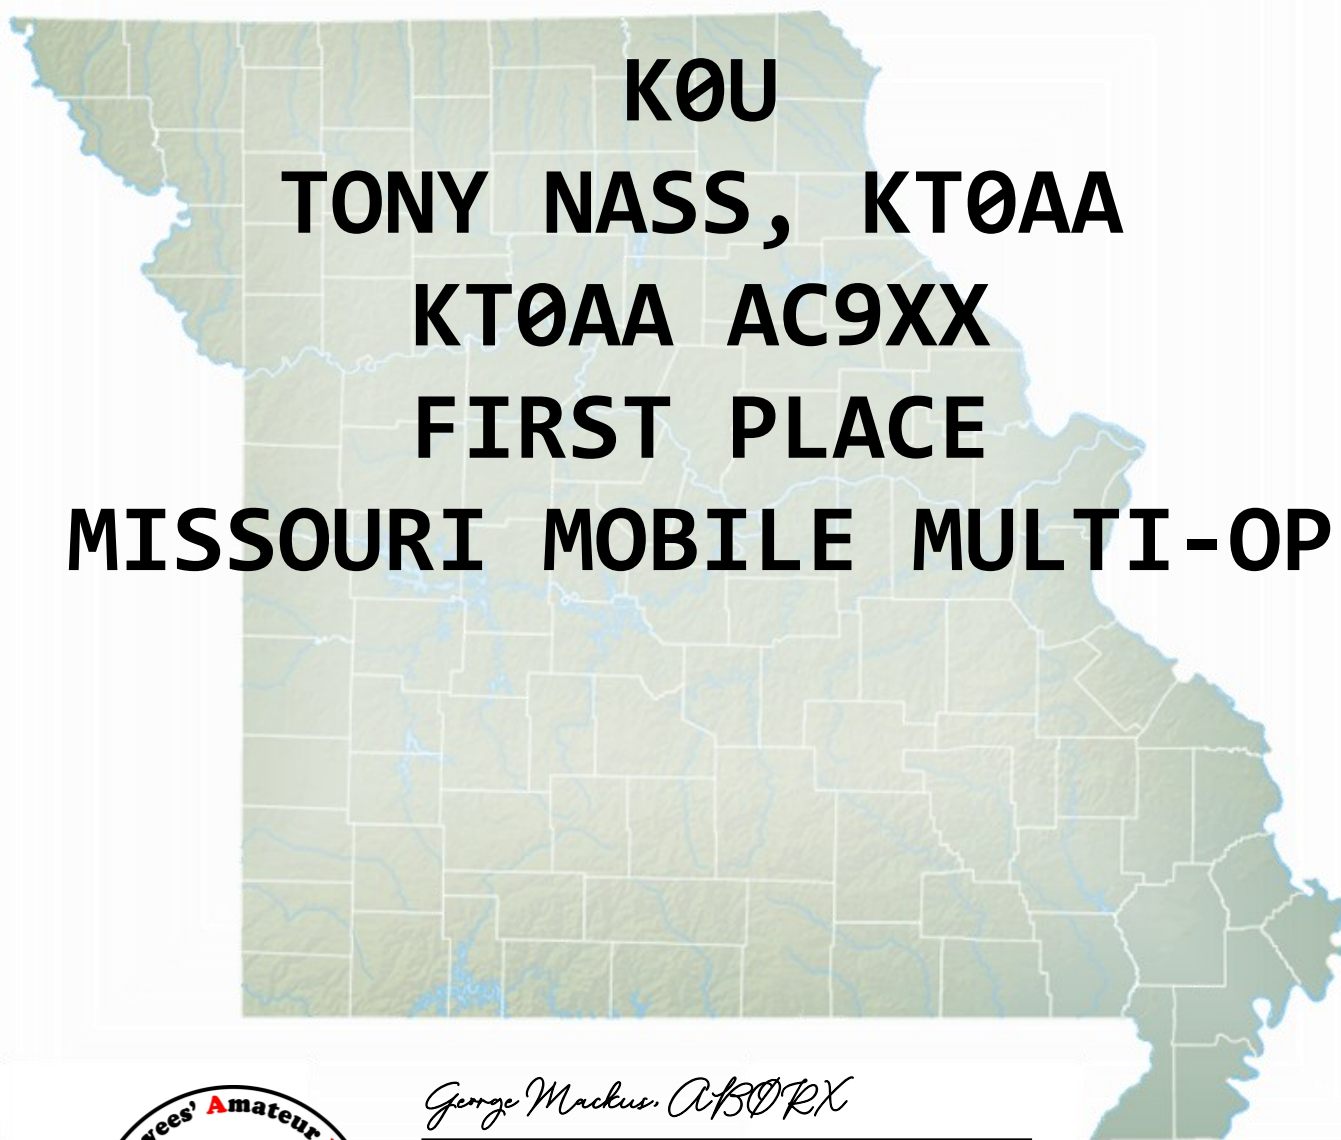 K0U
TONY NASS, KT0AA
KT0AA AC9XX
FIRST PLACE
MISSOURI MOBILE MULTI-OP
George Mackus, AB0RX
Amateur